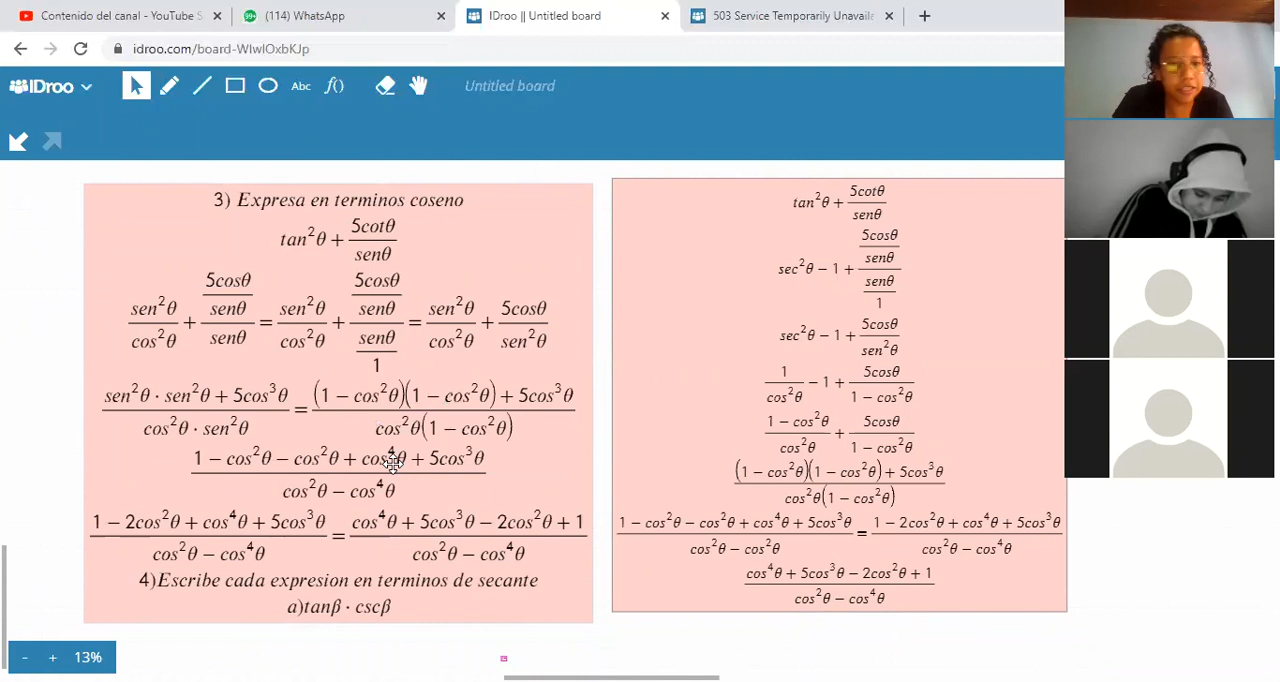 Contenido del canal - YouTube S
(114) WhatsApp
IDroo || Untitled board
503 Service Temporarily Unavaila
idroo.com/board-WIwIOxbKJp
IDroo
Abc
f()
Untitled board
3) Expresa en terminos coseno
tan²θ + 5cotθ/senθ
sen²θ/cos²θ + (5cosθ/senθ)/senθ = sen²θ/cos²θ + (5cosθ/senθ)/(senθ/1) = sen²θ/cos²θ + 5cosθ/sen²θ
(sen²θ · sen²θ + 5cos³θ)/(cos²θ · sen²θ) = ((1 − cos²θ)(1 − cos²θ) + 5cos³θ)/(cos²θ(1 − cos²θ))
(1 − cos²θ − cos²θ + cos⁴θ + 5cos³θ)/(cos²θ − cos⁴θ)
(1 − 2cos²θ + cos⁴θ + 5cos³θ)/(cos²θ − cos⁴θ) = (cos⁴θ + 5cos³θ − 2cos²θ + 1)/(cos²θ − cos⁴θ)
4)Escribe cada expresion en terminos de secante
a)tanβ · cscβ
tan²θ + 5cotθ/senθ
sec²θ − 1 + (5cosθ/senθ)/(senθ/1)
sec²θ − 1 + 5cosθ/sen²θ
1/cos²θ − 1 + 5cosθ/(1 − cos²θ)
(1 − cos²θ)/cos²θ + 5cosθ/(1 − cos²θ)
((1 − cos²θ)(1 − cos²θ) + 5cos³θ)/(cos²θ(1 − cos²θ))
(1 − cos²θ − cos²θ + cos⁴θ + 5cos³θ)/(cos²θ − cos²θ) = (1 − 2cos²θ + cos⁴θ + 5cos³θ)/(cos²θ − cos⁴θ)
(cos⁴θ + 5cos³θ − 2cos²θ + 1)/(cos²θ − cos⁴θ)
- + 13%